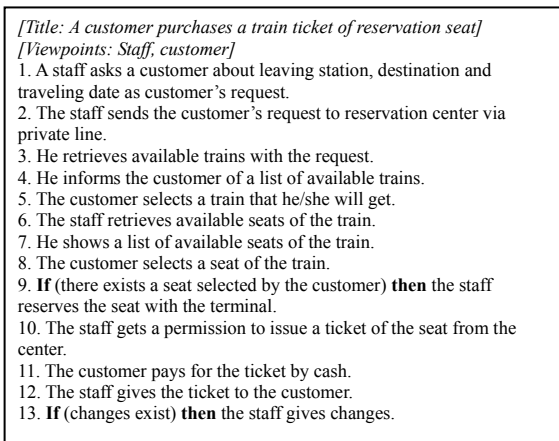 [Title: A customer purchases a train ticket of reservation seat]
[Viewpoints: Staff, customer]
1. A staff asks a customer about leaving station, destination and
traveling date as customer's request.
2. The staff sends the customer's request to reservation center via
private line.
3. He retrieves available trains with the request.
4. He informs the customer of a list of available trains.
5. The customer selects a train that he/she will get.
6. The staff retrieves available seats of the train.
7. He shows a list of available seats of the train.
8. The customer selects a seat of the train.
9. If (there exists a seat selected by the customer) then the staff
reserves the seat with the terminal.
10. The staff gets a permission to issue a ticket of the seat from the
center.
11. The customer pays for the ticket by cash.
12. The staff gives the ticket to the customer.
13. If (changes exist) then the staff gives changes.